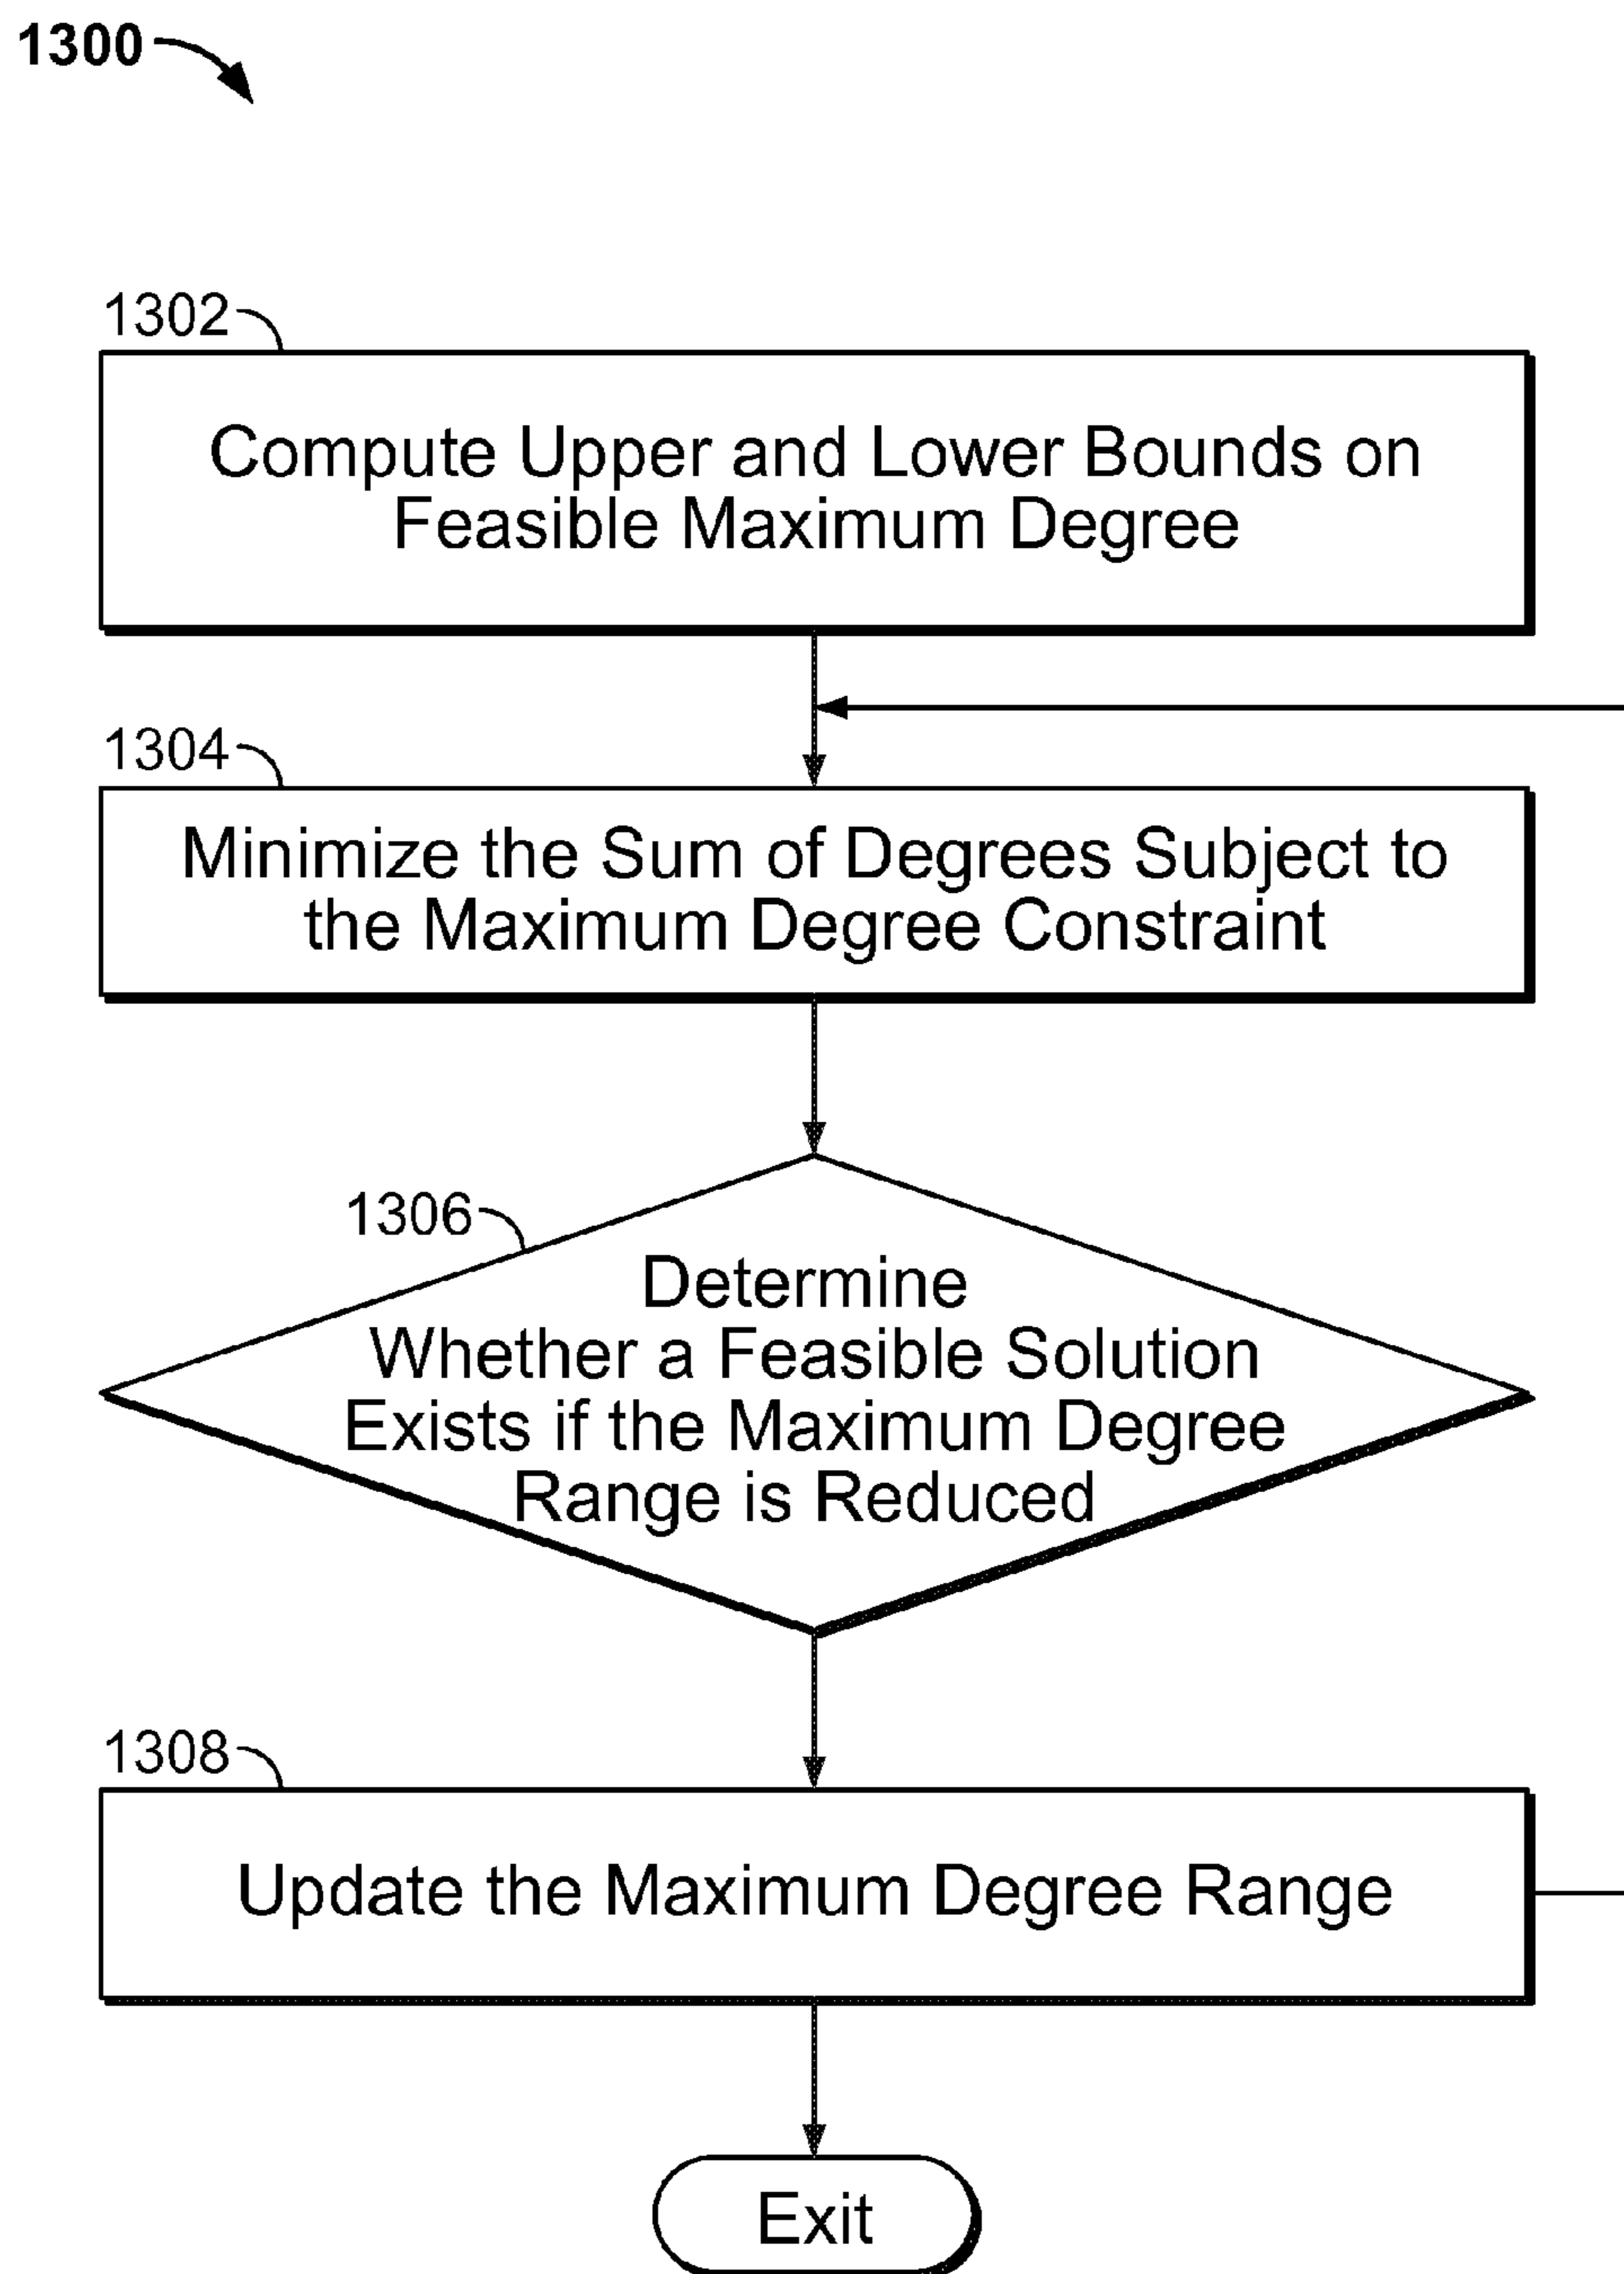 1300
1302
Compute Upper and Lower Bounds on
Feasible Maximum Degree
1304
Minimize the Sum of Degrees Subject to
the Maximum Degree Constraint
1306
Determine
Whether a Feasible Solution
Exists if the Maximum Degree
Range is Reduced
1308
Update the Maximum Degree Range
Exit